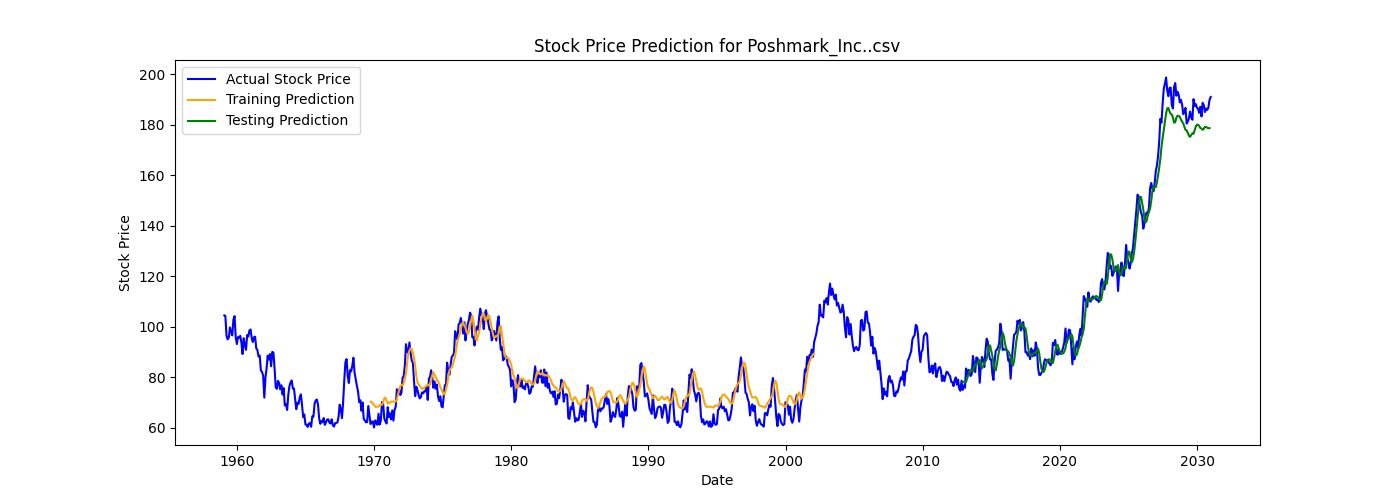 Stock Price Prediction for Poshmark_Inc..csv
Actual Stock Price
Training Prediction
Testing Prediction
Stock Price
200
180
160
140
120
100
80
60
1960 1970 1980 1990 2000 2010 2020 2030
Date